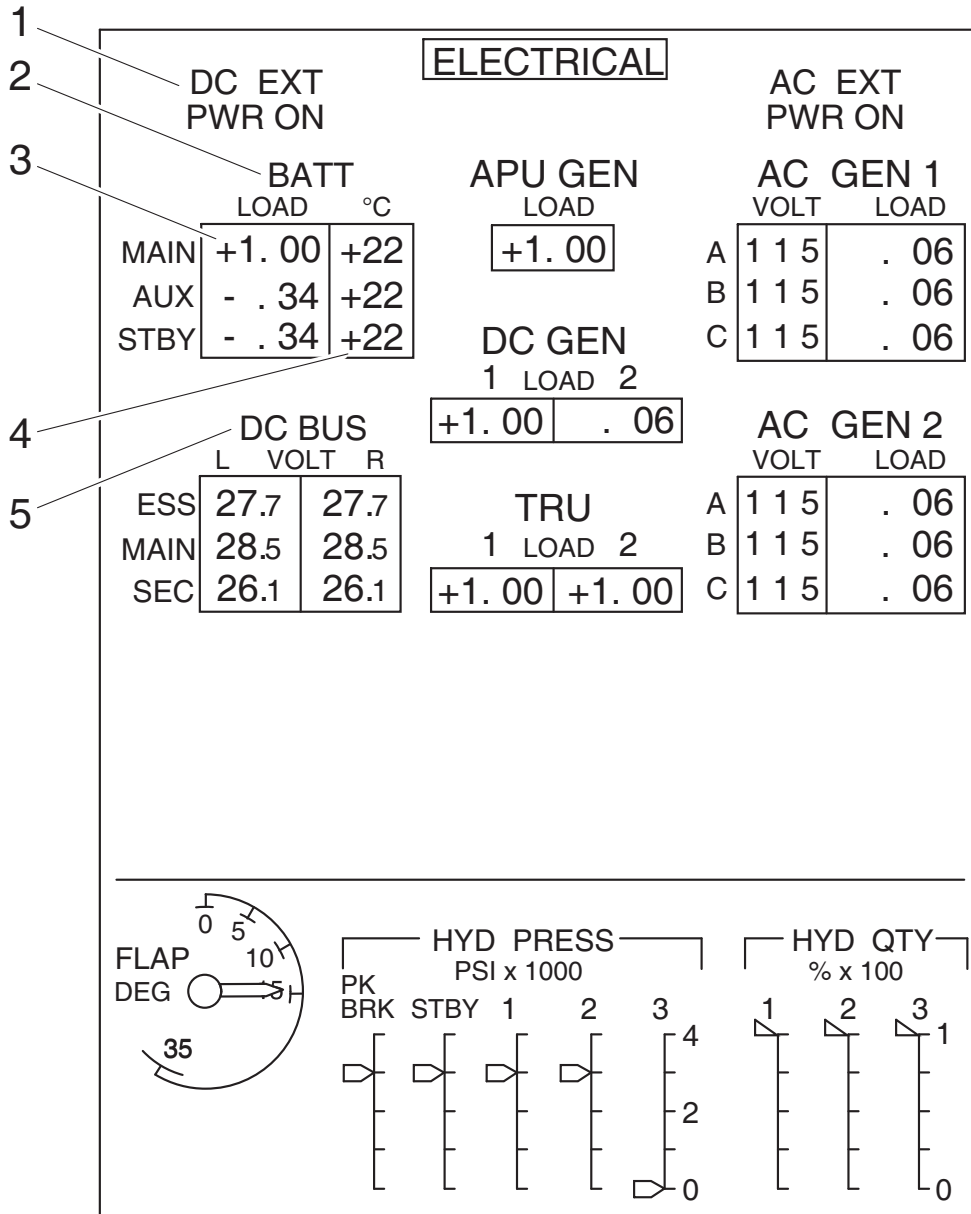 1
2
3
4
5
ELECTRICAL
DC EXT
PWR ON
AC EXT
PWR ON
BATT
LOAD °C
MAIN +1. 00 +22
AUX - . 34 +22
STBY - . 34 +22
APU GEN
LOAD
+1. 00
AC GEN 1
VOLT LOAD
A 1 1 5 . 06
B 1 1 5 . 06
C 1 1 5 . 06
DC GEN
1 LOAD 2
+1. 00 . 06
DC BUS
L VOLT R
ESS 27.7 27.7
MAIN 28.5 28.5
SEC 26.1 26.1
TRU
1 LOAD 2
+1. 00 +1. 00
AC GEN 2
VOLT LOAD
A 1 1 5 . 06
B 1 1 5 . 06
C 1 1 5 . 06
FLAP
DEG
0
5
10
15
35
HYD PRESS
PSI x 1000
PK
BRK STBY 1 2 3
4
2
0
HYD QTY
% x 100
1 2 3
1
0